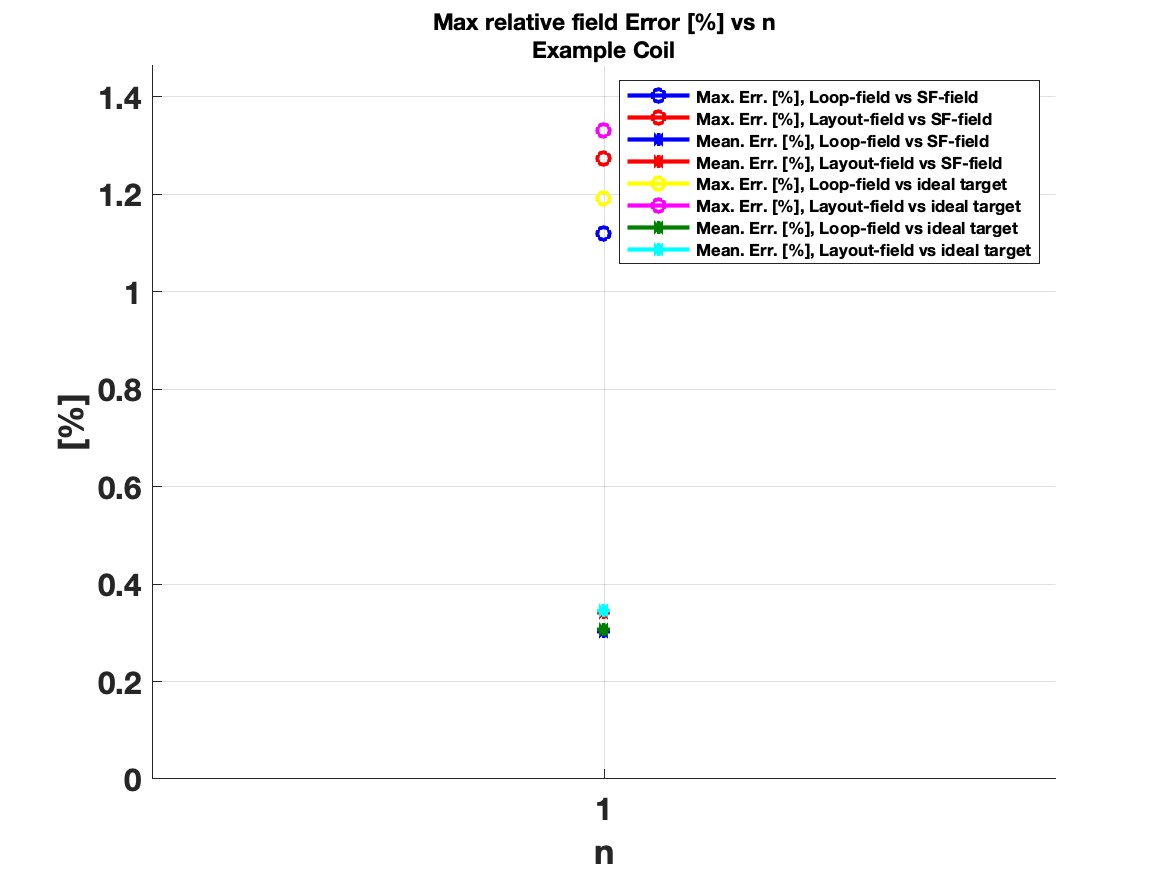 Max relative field Error [%] vs n
Example Coil
1.4
1.2
1
0.8
0.6
0.4
0.2
0
[%]
Max. Err. [%], Loop-field vs SF-field
Max. Err. [%], Layout-field vs SF-field
Mean. Err. [%], Loop-field vs SF-field
Mean. Err. [%], Layout-field vs SF-field
Max. Err. [%], Loop-field vs ideal target
Max. Err. [%], Layout-field vs ideal target
Mean. Err. [%], Loop-field vs ideal target
Mean. Err. [%], Layout-field vs ideal target
1
n